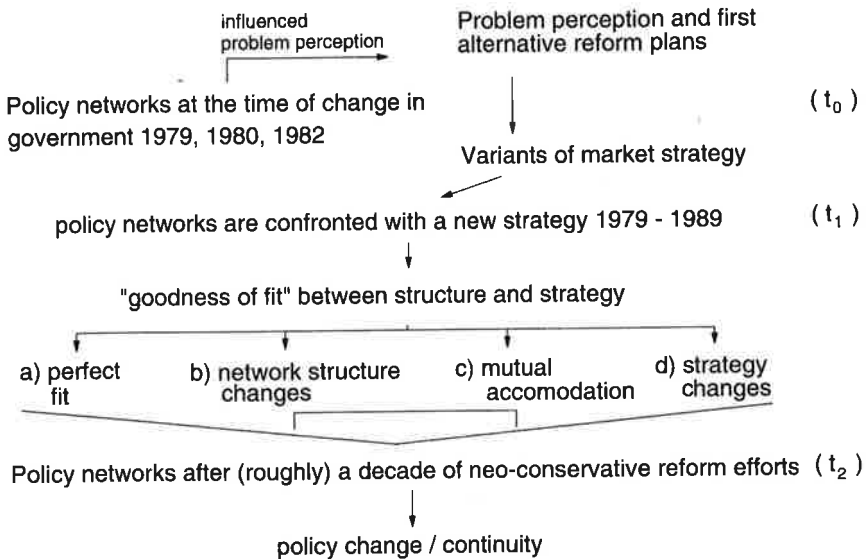 influenced
problem perception
Problem perception and first
alternative reform plans
Policy networks at the time of change in
government 1979, 1980, 1982
(t₀)
Variants of market strategy
policy networks are confronted with a new strategy 1979 - 1989 (t₁)
"goodness of fit" between structure and strategy
a) perfect
fit
b) network structure
changes
c) mutual
accomodation
d) strategy
changes
Policy networks after (roughly) a decade of neo-conservative reform efforts (t₂)
policy change / continuity